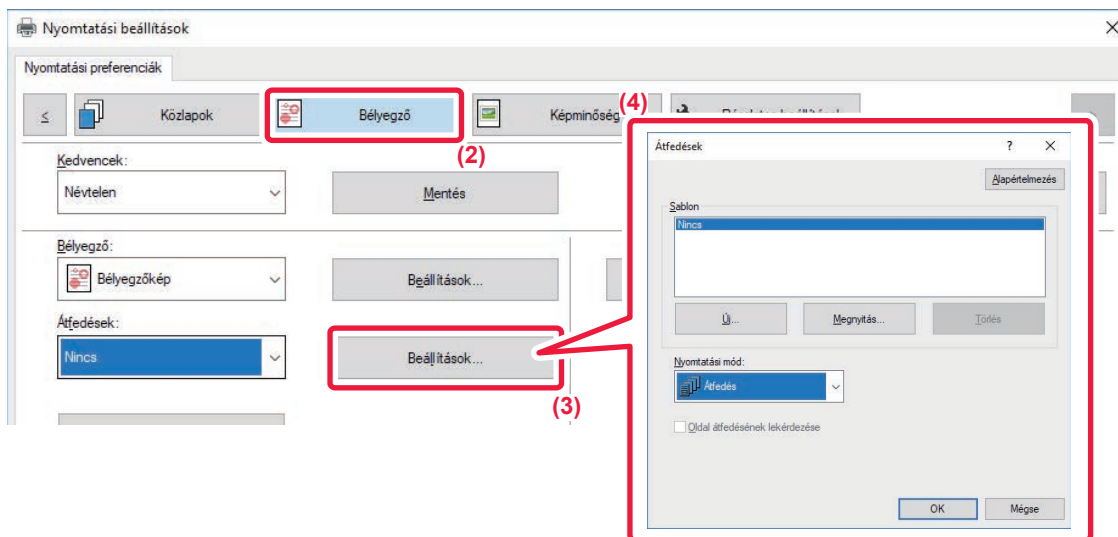 Nyomtatási beállítások
Nyomtatási preferenciák
≤ Közlapok Bélyegző Képminőség
(4)
(2)
Kedvencek:
Névtelen Mentés
Bélyegző:
Bélyegzőkép Beállítások...
Átfedések:
Nincs Beállítások...
(3)
Átfedések ? ×
Alapértelmezés
Sablon
Nincs
Új... Megnyitás... Törlés
Nyomtatási mód:
Átfedés
Oldal átfedésének lekérdezése
OK Mégse